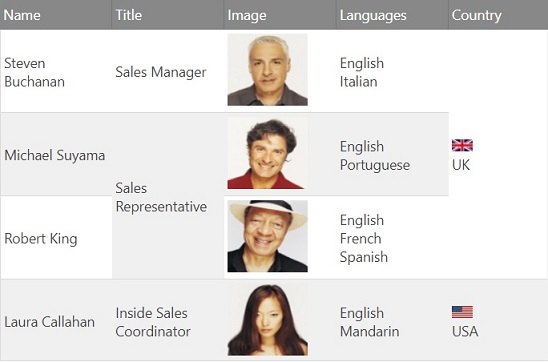 Name Title Image Languages Country
Steven
Buchanan
Sales Manager
English
Italian
Michael Suyama
Sales
Representative
English
Portuguese
UK
Robert King
English
French
Spanish
Laura Callahan
Inside Sales
Coordinator
English
Mandarin
USA